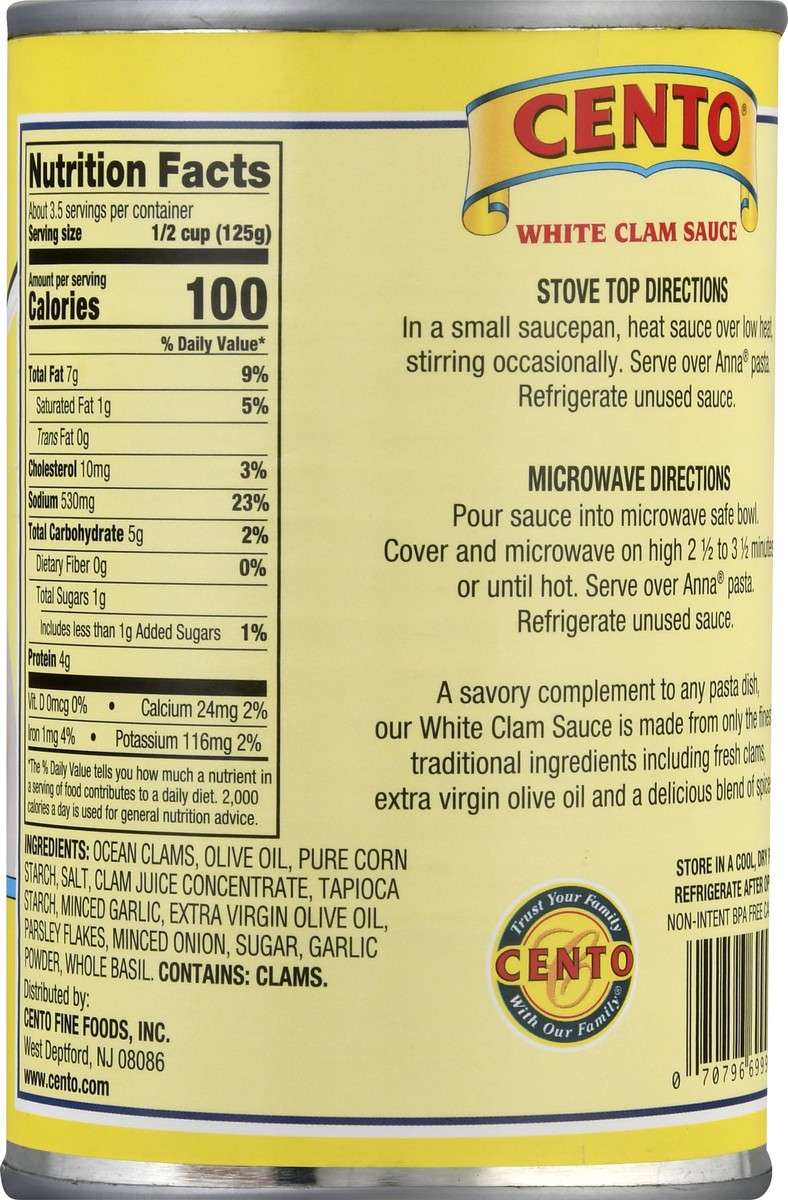 Nutrition Facts
About 3.5 servings per container
Serving size 1/2 cup (125g)
Amount per serving
Calories 100
% Daily Value*
Total Fat 7g 9%
Saturated Fat 1g 5%
Trans Fat 0g
Cholesterol 10mg 3%
Sodium 530mg 23%
Total Carbohydrate 5g 2%
Dietary Fiber 0g 0%
Total Sugars 1g
Includes less than 1g Added Sugars 1%
Protein 4g
Vit. D 0mcg 0% • Calcium 24mg 2%
Iron 1mg 4% • Potassium 116mg 2%
*The % Daily Value tells you how much a nutrient in
a serving of food contributes to a daily diet. 2,000
calories a day is used for general nutrition advice.
INGREDIENTS: OCEAN CLAMS, OLIVE OIL, PURE CORN
STARCH, SALT, CLAM JUICE CONCENTRATE, TAPIOCA
STARCH, MINCED GARLIC, EXTRA VIRGIN OLIVE OIL,
PARSLEY FLAKES, MINCED ONION, SUGAR, GARLIC
POWDER, WHOLE BASIL. CONTAINS: CLAMS.
Distributed by:
CENTO FINE FOODS, INC.
West Deptford, NJ 08086
www.cento.com
CENTO®
WHITE CLAM SAUCE
STOVE TOP DIRECTIONS
In a small saucepan, heat sauce over low heat,
stirring occasionally. Serve over Anna® pasta.
Refrigerate unused sauce.
MICROWAVE DIRECTIONS
Pour sauce into microwave safe bowl.
Cover and microwave on high 2 ½ to 3 ½ minutes
or until hot. Serve over Anna® pasta.
Refrigerate unused sauce.
A savory complement to any pasta dish,
our White Clam Sauce is made from only the finest
traditional ingredients including fresh clams,
extra virgin olive oil and a delicious blend of
Trust Your Family
CENTO
With Our Family®
STORE IN A COOL, DRY
REFRIGERATE AFTER
NON-INTENT BPA FREE
0 70796 6999